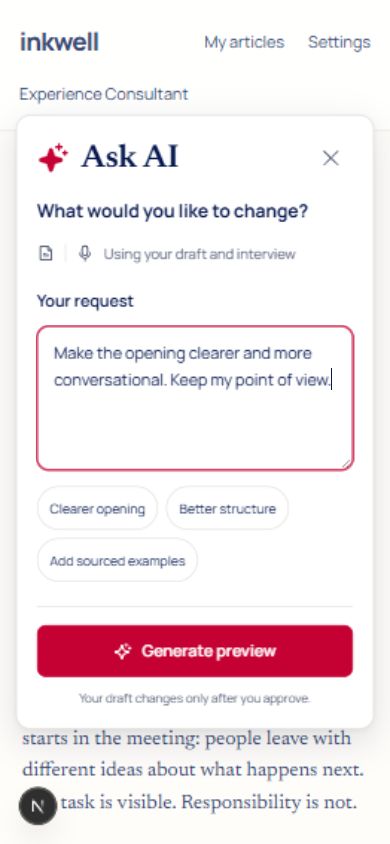 inkwell
My articles
Settings
Experience Consultant
Ask AI
What would you like to change?
Using your draft and interview
Your request
Make the opening clearer and more
conversational. Keep my point of view.
Clearer opening
Better structure
Add sourced examples
Generate preview
Your draft changes only after you approve.
starts in the meeting: people leave with
different ideas about what happens next.
N
task is visible. Responsibility is not.